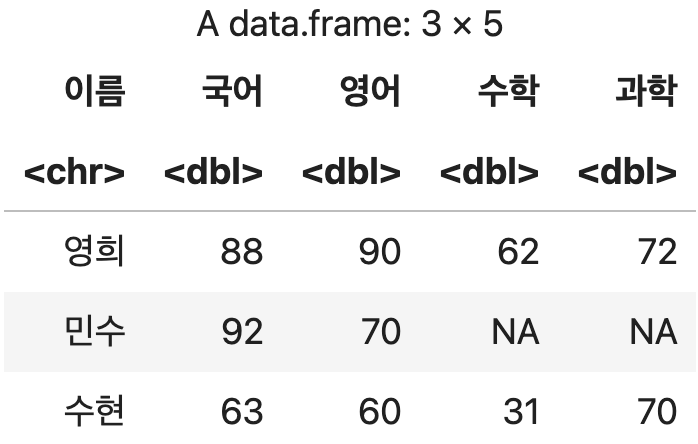 A data.frame: 3 × 5
이름 국어 영어 수학 과학
<chr> <dbl> <dbl> <dbl> <dbl>
영희 88 90 62 72
민수 92 70 NA NA
수현 63 60 31 70